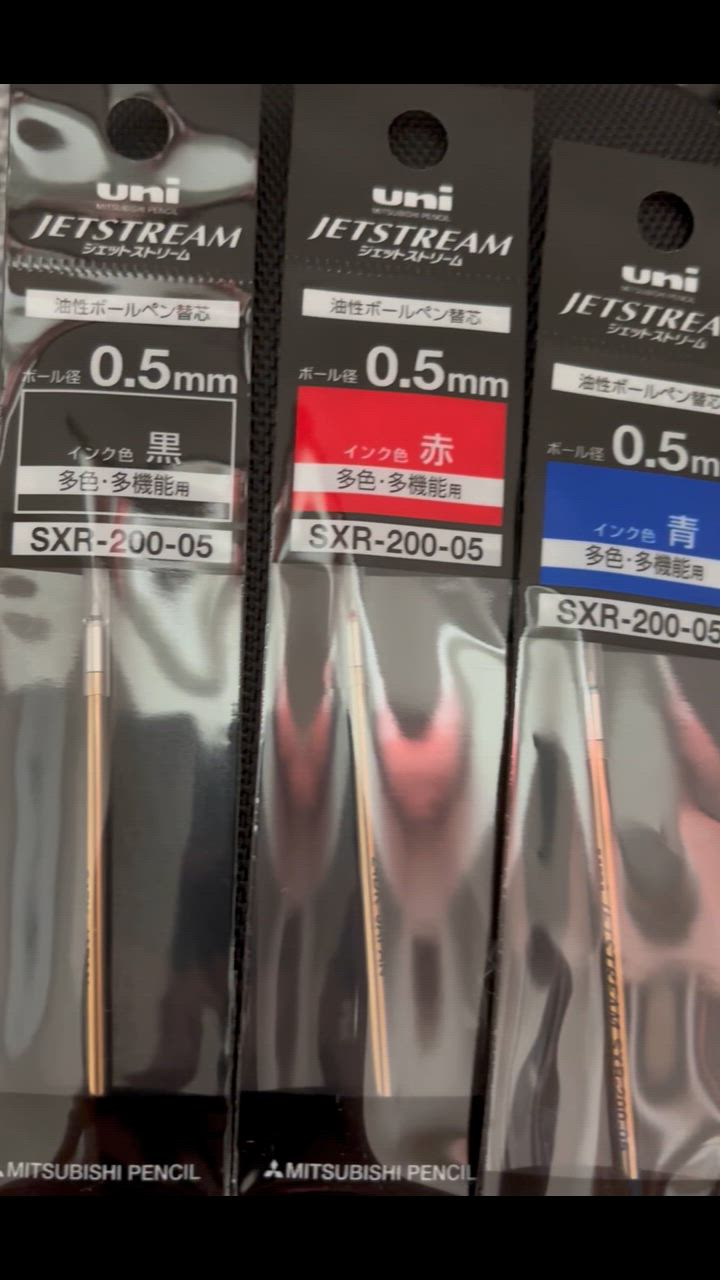 uni
MITSUBISHI PENCIL
JETSTREAM
ジェットストリーム
油性ボールペン替芯
ボール径 0.5mm
インク色 黒
多色・多機能用
SXR-200-05
MITSUBISHI PENCIL
uni
MITSUBISHI PENCIL
JETSTREAM
ジェットストリーム
油性ボールペン替芯
ボール径 0.5mm
インク色 赤
多色・多機能用
SXR-200-05
MITSUBISHI PENCIL
uni
MITSUBISHI PENCIL
JETSTREA
ジェットストリーム
油性ボールペン替芯
ボール径 0.5m
インク色 青
多色・多機能用
SXR-200-05